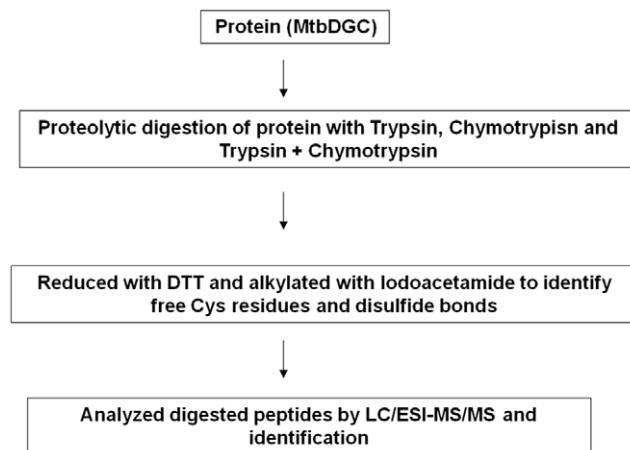 Protein (MtbDGC)
Proteolytic digestion of protein with Trypsin, Chymotrypisn and
Trypsin + Chymotrypsin
Reduced with DTT and alkylated with Iodoacetamide to identify
free Cys residues and disulfide bonds
Analyzed digested peptides by LC/ESI-MS/MS and
identification